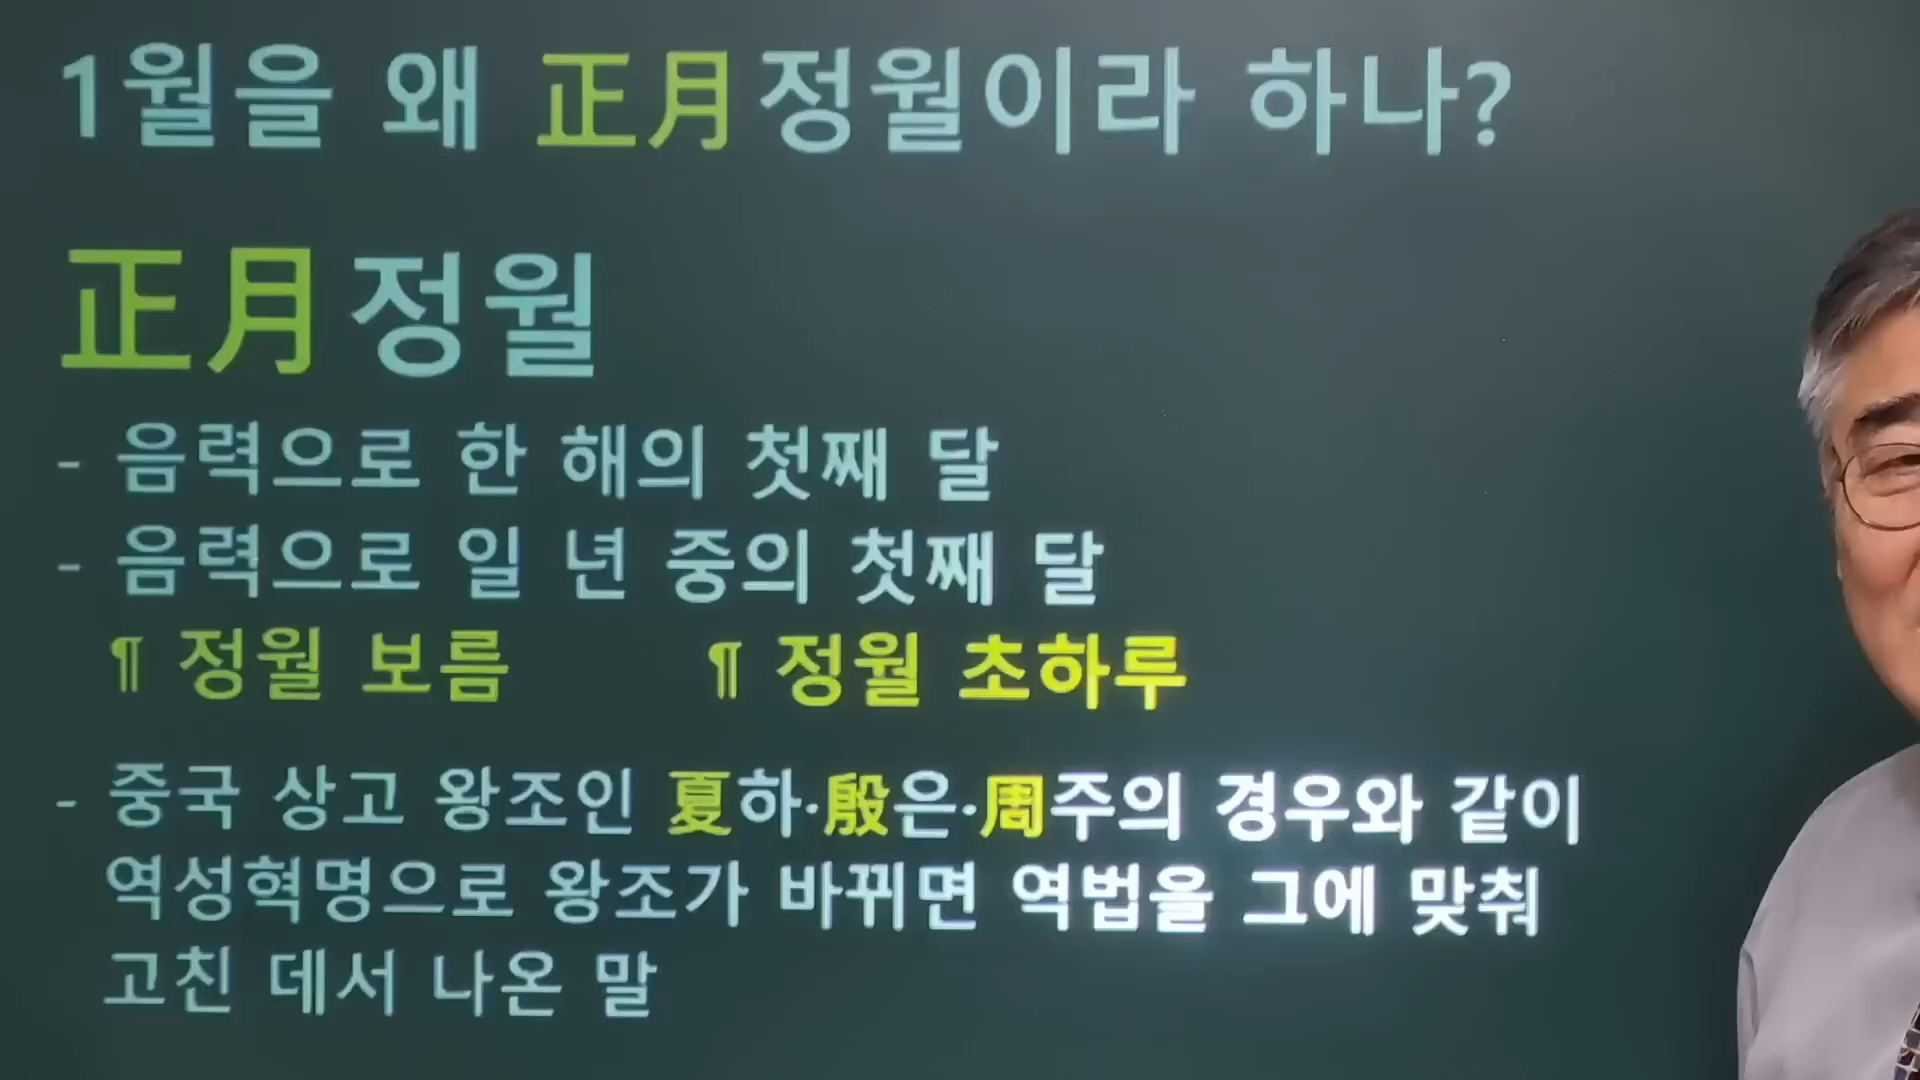 1월을 왜 正月정월이라 하나?
正月정월
- 음력으로 한 해의 첫째 달
- 음력으로 일 년 중의 첫째 달
¶ 정월 보름 ¶ 정월 초하루
- 중국 상고 왕조인 夏하·殷은·周주의 경우와 같이
역성혁명으로 왕조가 바뀌면 역법을 그에 맞춰
고친 데서 나온 말